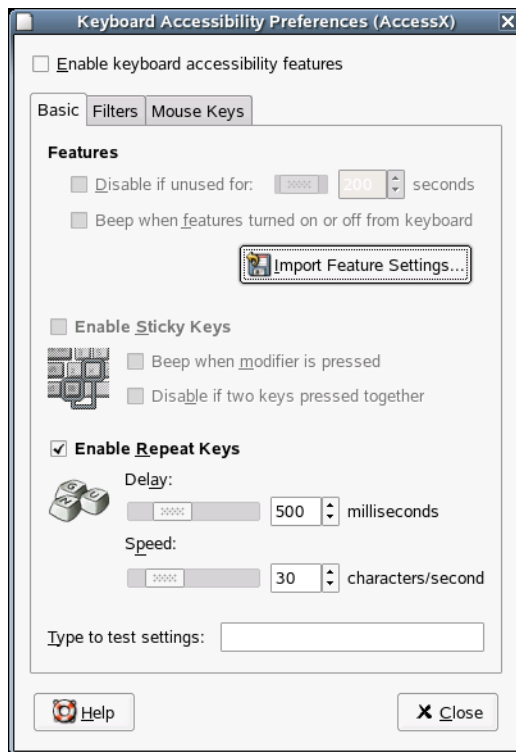 Keyboard Accessibility Preferences (AccessX)
Enable keyboard accessibility features
Basic Filters Mouse Keys
Features
Disable if unused for: 200 seconds
Beep when features turned on or off from keyboard
Import Feature Settings...
Enable Sticky Keys
Beep when modifier is pressed
Disable if two keys pressed together
Enable Repeat Keys
Delay:
500 milliseconds
Speed:
30 characters/second
Type to test settings:
Help Close